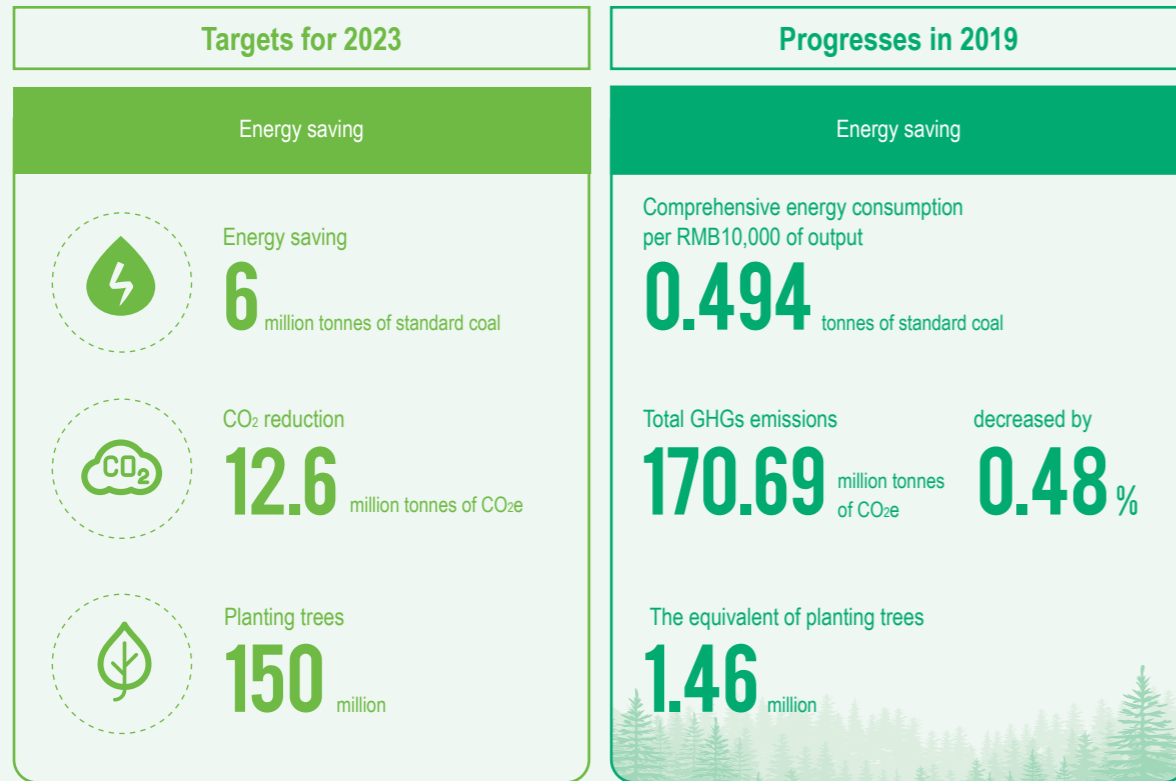 Targets for 2023
Energy saving
Energy saving
6 million tonnes of standard coal
CO₂ reduction
CO₂
12.6 million tonnes of CO₂e
Planting trees
150 million
Progresses in 2019
Energy saving
Comprehensive energy consumption
per RMB10,000 of output
0.494 tonnes of standard coal
Total GHGs emissions
170.69 million tonnes
of CO₂e
decreased by
0.48 %
The equivalent of planting trees
1.46 million